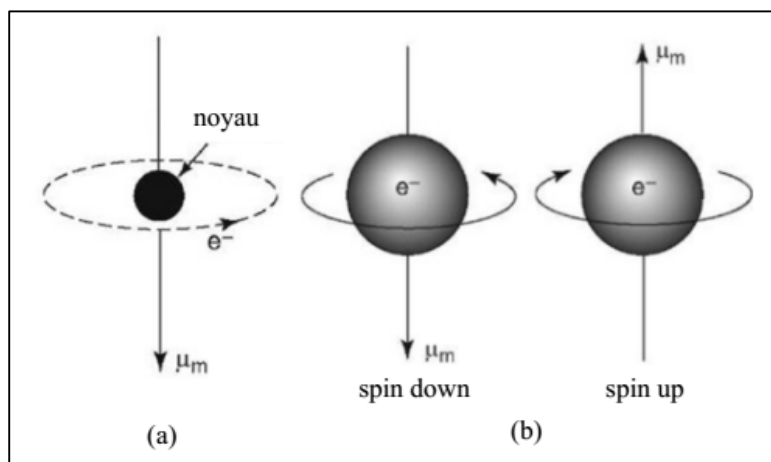 noyau
e⁻
μₘ
(a)
e⁻
μₘ
spin down
μₘ
e⁻
spin up
(b)